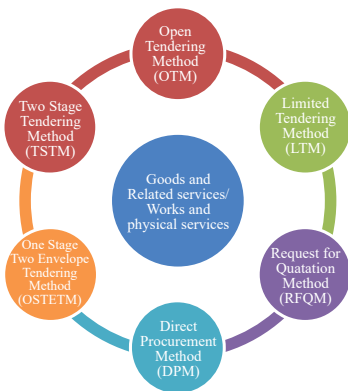 Open
Tendering
Method
(OTM)
Limited
Tendering
Method
(LTM)
Request for
Quatation
Method
(RFQM)
Direct
Procurement
Method
(DPM)
One Stage
Two Envelope
Tendering
Method
(OSTETM)
Two Stage
Tendering
Method
(TSTM)
Goods and
Related services/
Works and
physical services